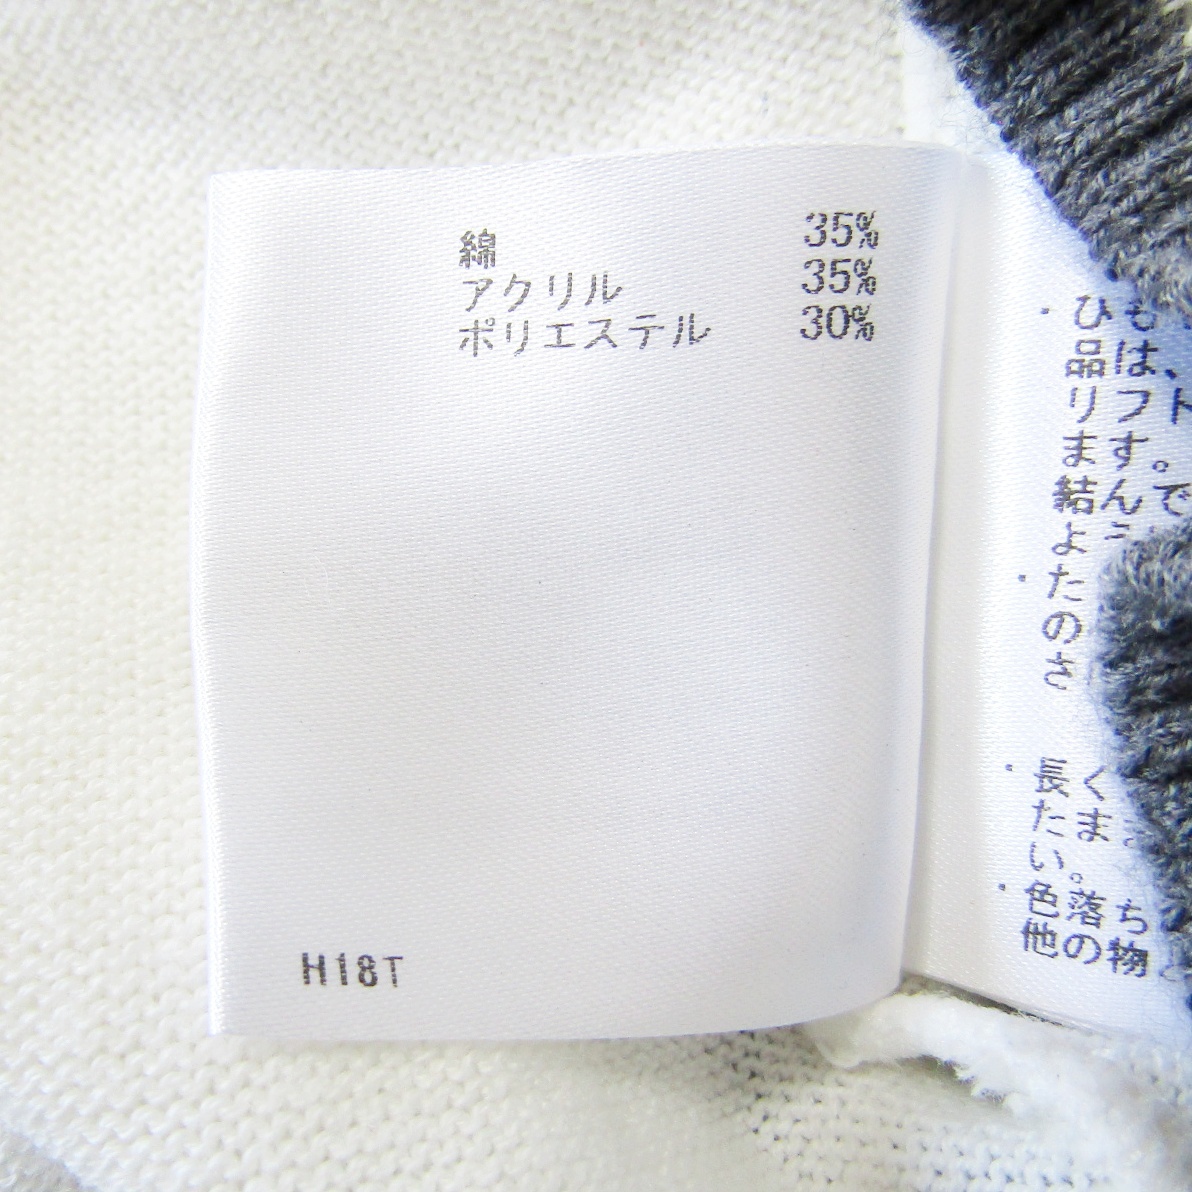 綿 35%
アクリル 35%
ポリエステル 30%
H18T
・ひも
品は、
リフト
ます。
結んで
よ
・たの
さ
・長く
たま
い。
・色落ち
他の物